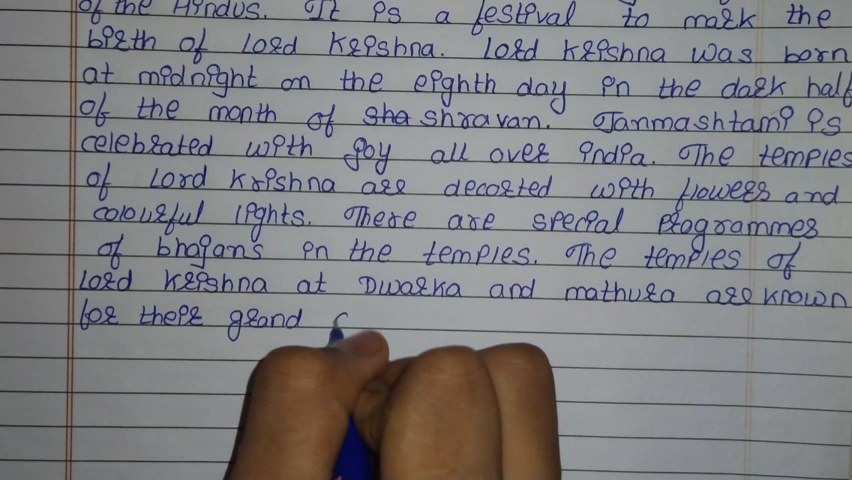 of the Hindus. It is a festival to mark the
birth of Lord Krishna. Lord Krishna was born
at midnight on the eighth day in the dark half
of the month of sha shravan. Janmashtami is
celebrated with joy all over india. The temples
of Lord Krishna are decorted with flowers and
colourful lights. There are special programmes
of bhajans in the temples. The temples of
Lord Krishna at Dwarka and mathura are known
for their grand